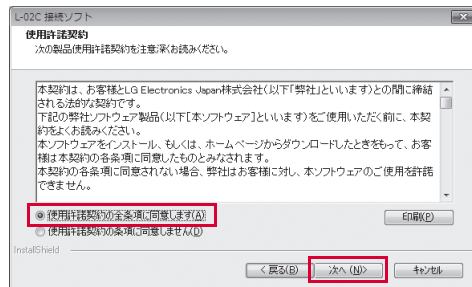 L-02C 接続ソフト
使用許諾契約
次の製品使用許諾契約を注意深くお読みください。
本契約は、お客様とLG Electronics Japan株式会社(以下「弊社」といいます)との間に締結
される法的な契約です。
下記の弊社ソフトウェア製品(以下「本ソフトウェア」といいます)をご使用いただく前に、本契
約をよくお読みください。
本ソフトウェアをインストール、もしくは、ホームページからダウンロードしたときをもって、お客
様は本契約の各条項に同意したものとみなされます。
本契約の各条項に同意されない場合、弊社はお客様に対し、本ソフトウェアのご使用を許諾
できません。
使用許諾契約の全条項に同意します(A)
印刷(P)
使用許諾契約の条項に同意しません(D)
InstallShield
< 戻る(B)
次へ (N)>
キャンセル